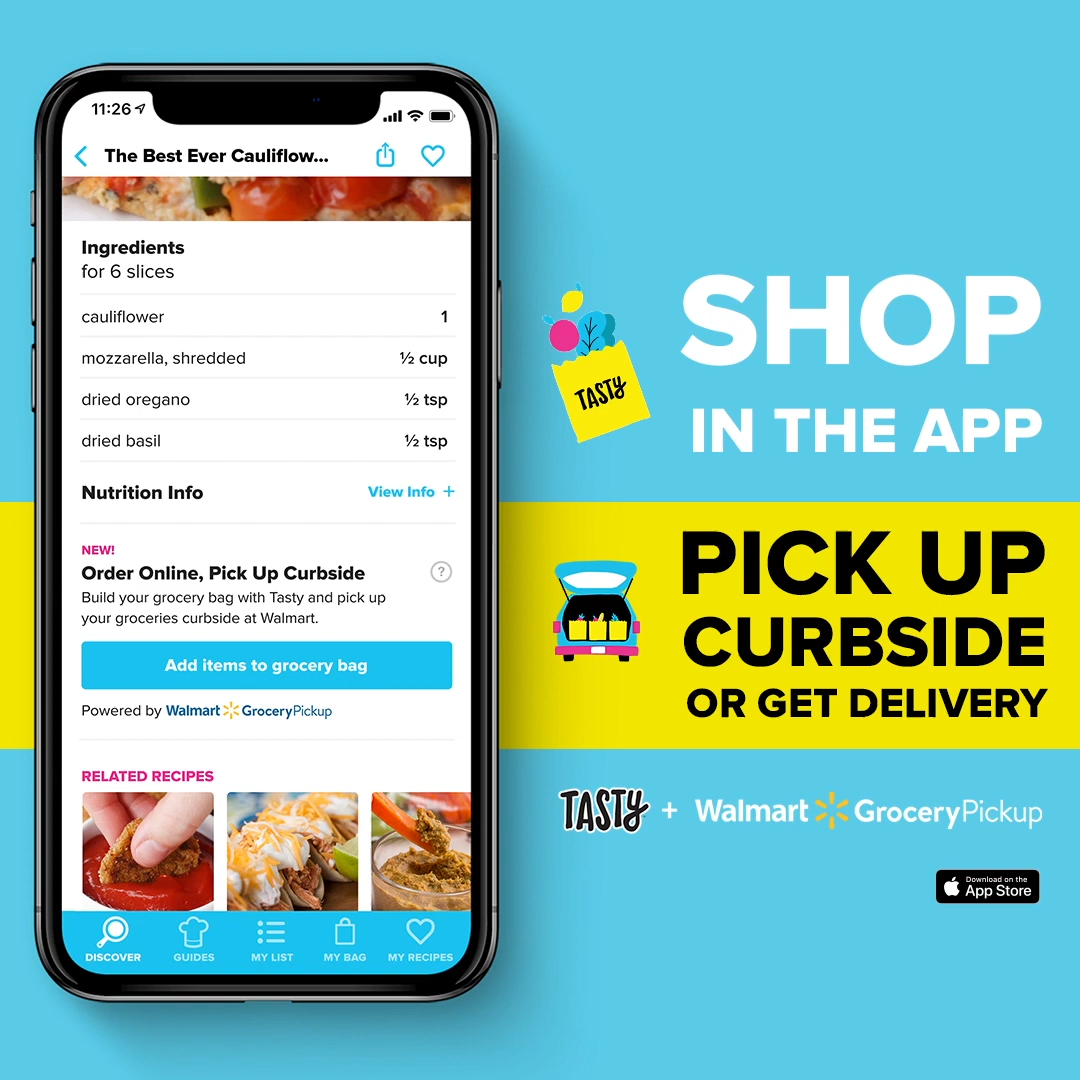 11:26
The Best Ever Cauliflow...
Ingredients
for 6 slices
cauliflower 1
mozzarella, shredded ½ cup
dried oregano ½ tsp
dried basil ½ tsp
Nutrition Info View Info +
NEW!
Order Online, Pick Up Curbside ?
Build your grocery bag with Tasty and pick up
your groceries curbside at Walmart.
Add items to grocery bag
Powered by Walmart GroceryPickup
RELATED RECIPES
DISCOVER GUIDES MY LIST MY BAG MY RECIPES
TASTY
SHOP
IN THE APP
PICK UP
CURBSIDE
OR GET DELIVERY
TASTY + Walmart GroceryPickup
Download on the
App Store